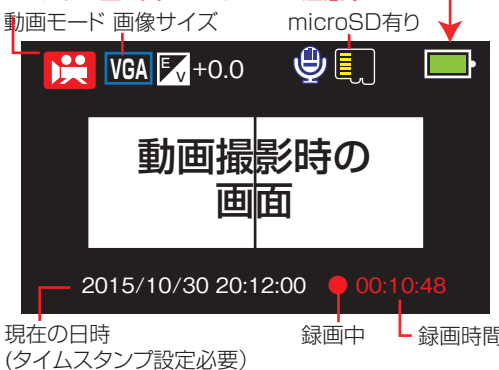 動画モード 画像サイズ microSD有り
VGA EV +0.0
動画撮影時の
画面
2015/10/30 20:12:00 00:10:48
現在の日時 録画中 録画時間
(タイムスタンプ設定必要)